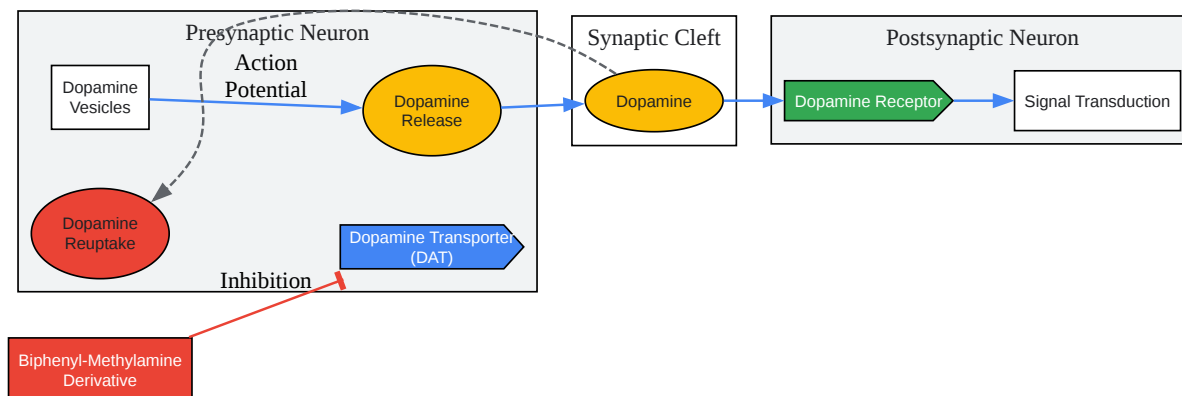 Presynaptic Neuron
Synaptic Cleft
Postsynaptic Neuron
Action
Potential
Dopamine
Vesicles
Dopamine
Release
Dopamine
Dopamine Receptor
Signal Transduction
Dopamine
Reuptake
Dopamine Transporter
(DAT)
Inhibition
Biphenyl-Methylamine
Derivative